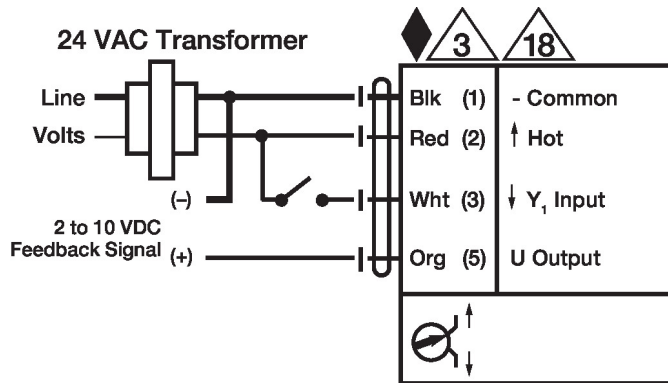 24 VAC Transformer
3
18
Line
Volts
Blk (1) - Common
Red (2) Hot
(-)
Wht (3) Y₁ Input
2 to 10 VDC
Feedback Signal (+)
Org (5) U Output